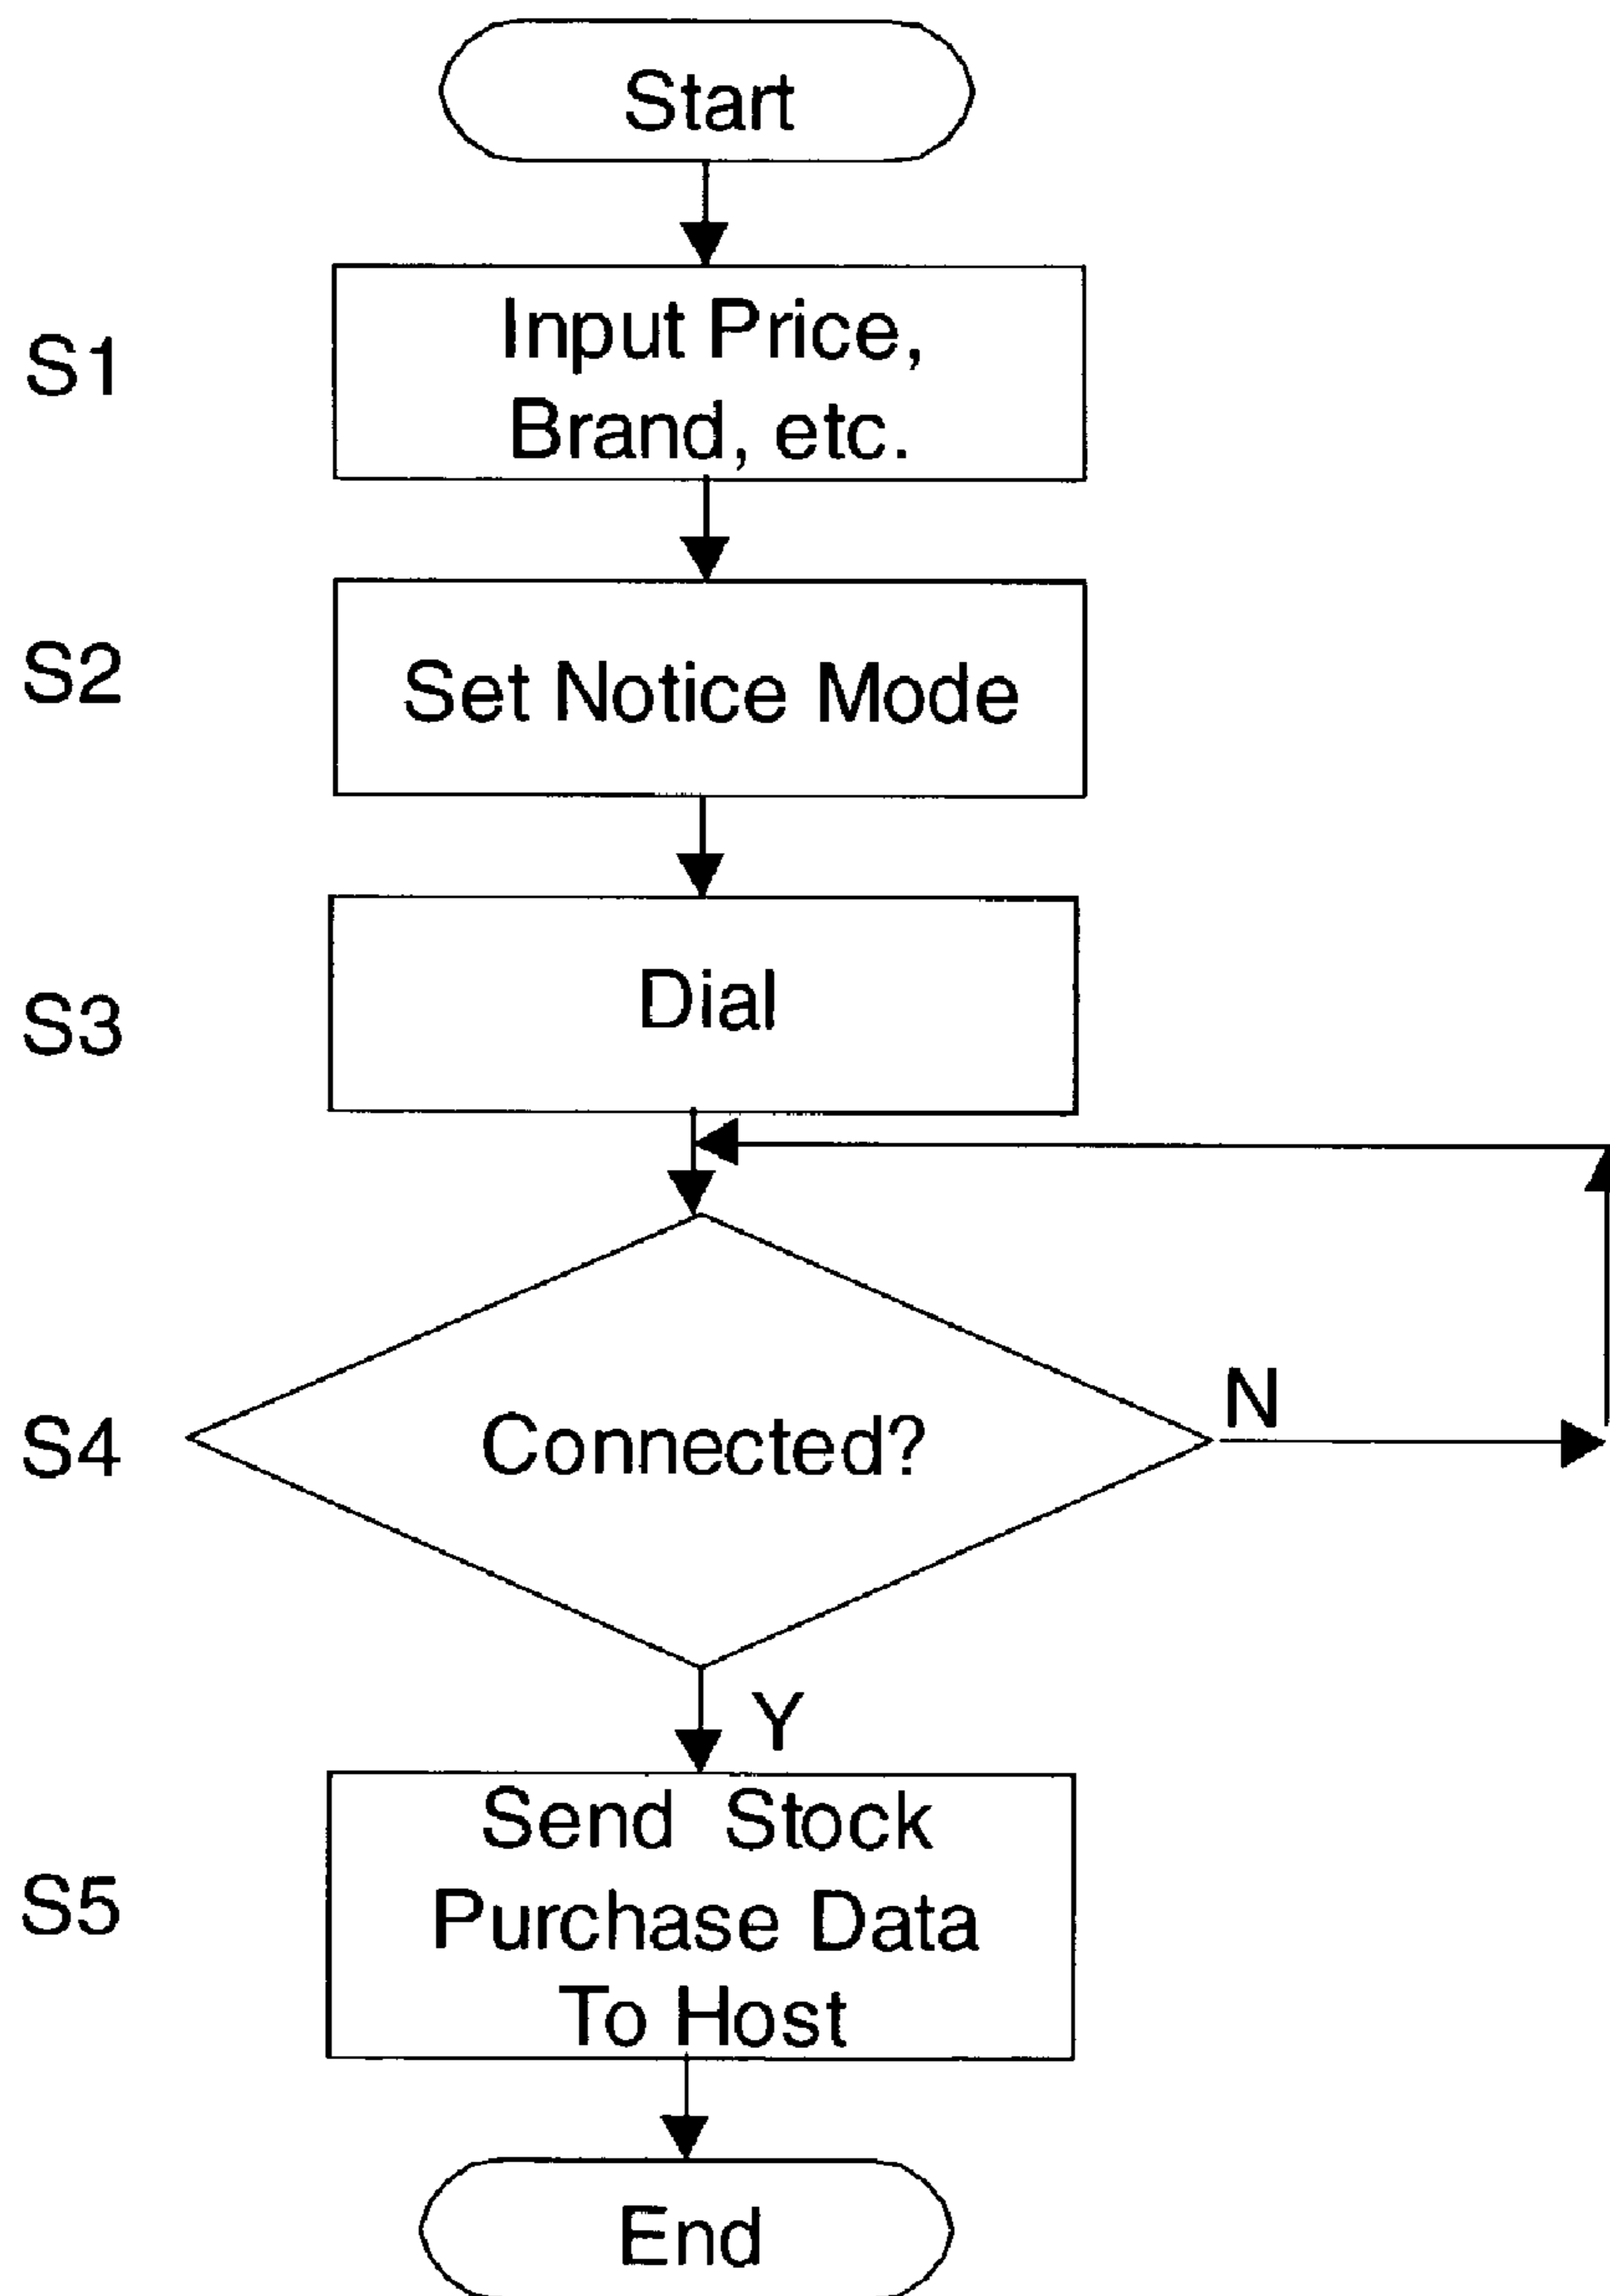 Start
S1
Input Price,
Brand, etc.
S2
Set Notice Mode
S3
Dial
S4
Connected?
N
Y
S5
Send Stock
Purchase Data
To Host
End